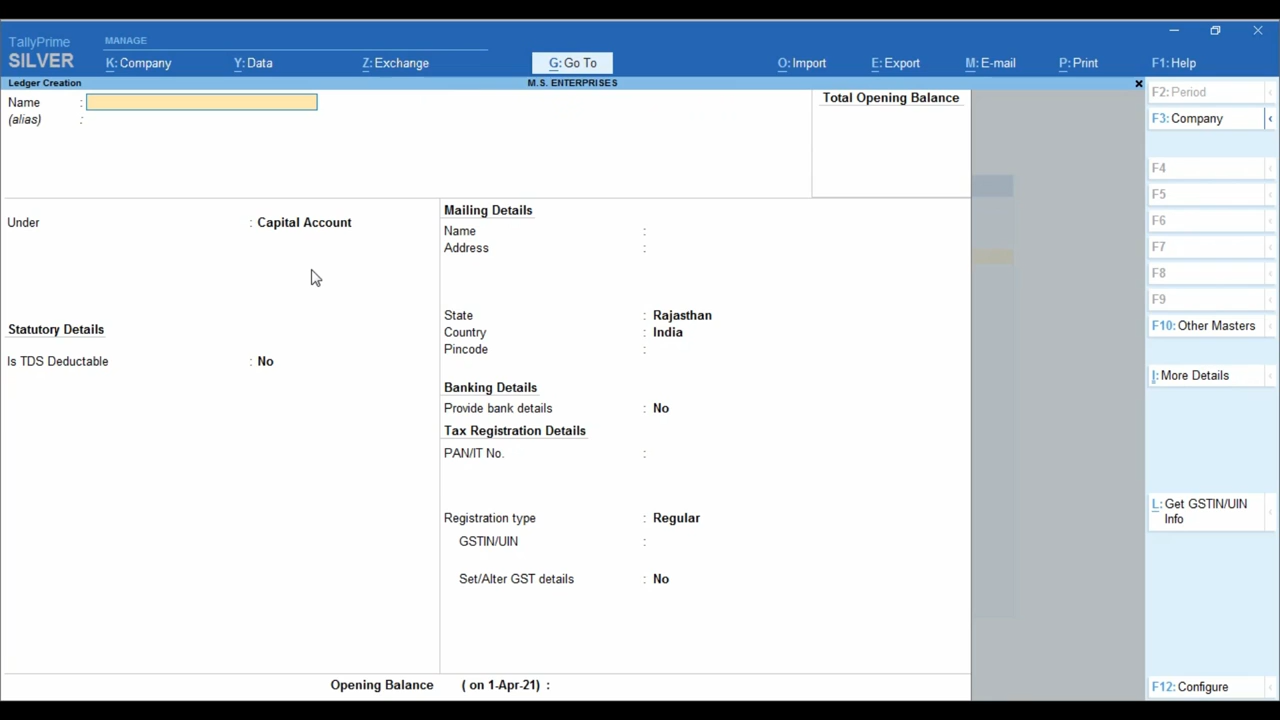 TallyPrime
MANAGE
SILVER
K: Company
Y: Data
Z: Exchange
G: Go To
O: Import
E: Export
M: E-mail
P: Print
F1: Help
Ledger Creation
M.S. ENTERPRISES
Name :
(alias) :
Total Opening Balance
Under : Capital Account
Statutory Details
Is TDS Deductable : No
Mailing Details
Name :
Address :
State : Rajasthan
Country : India
Pincode :
Banking Details
Provide bank details : No
Tax Registration Details
PAN/IT No. :
Registration type : Regular
GSTIN/UIN :
Set/Alter GST details : No
Opening Balance ( on 1-Apr-21) :
F2: Period
F3: Company
F4
F5
F6
F7
F8
F9
F10: Other Masters
I: More Details
L: Get GSTIN/UIN
Info
F12: Configure